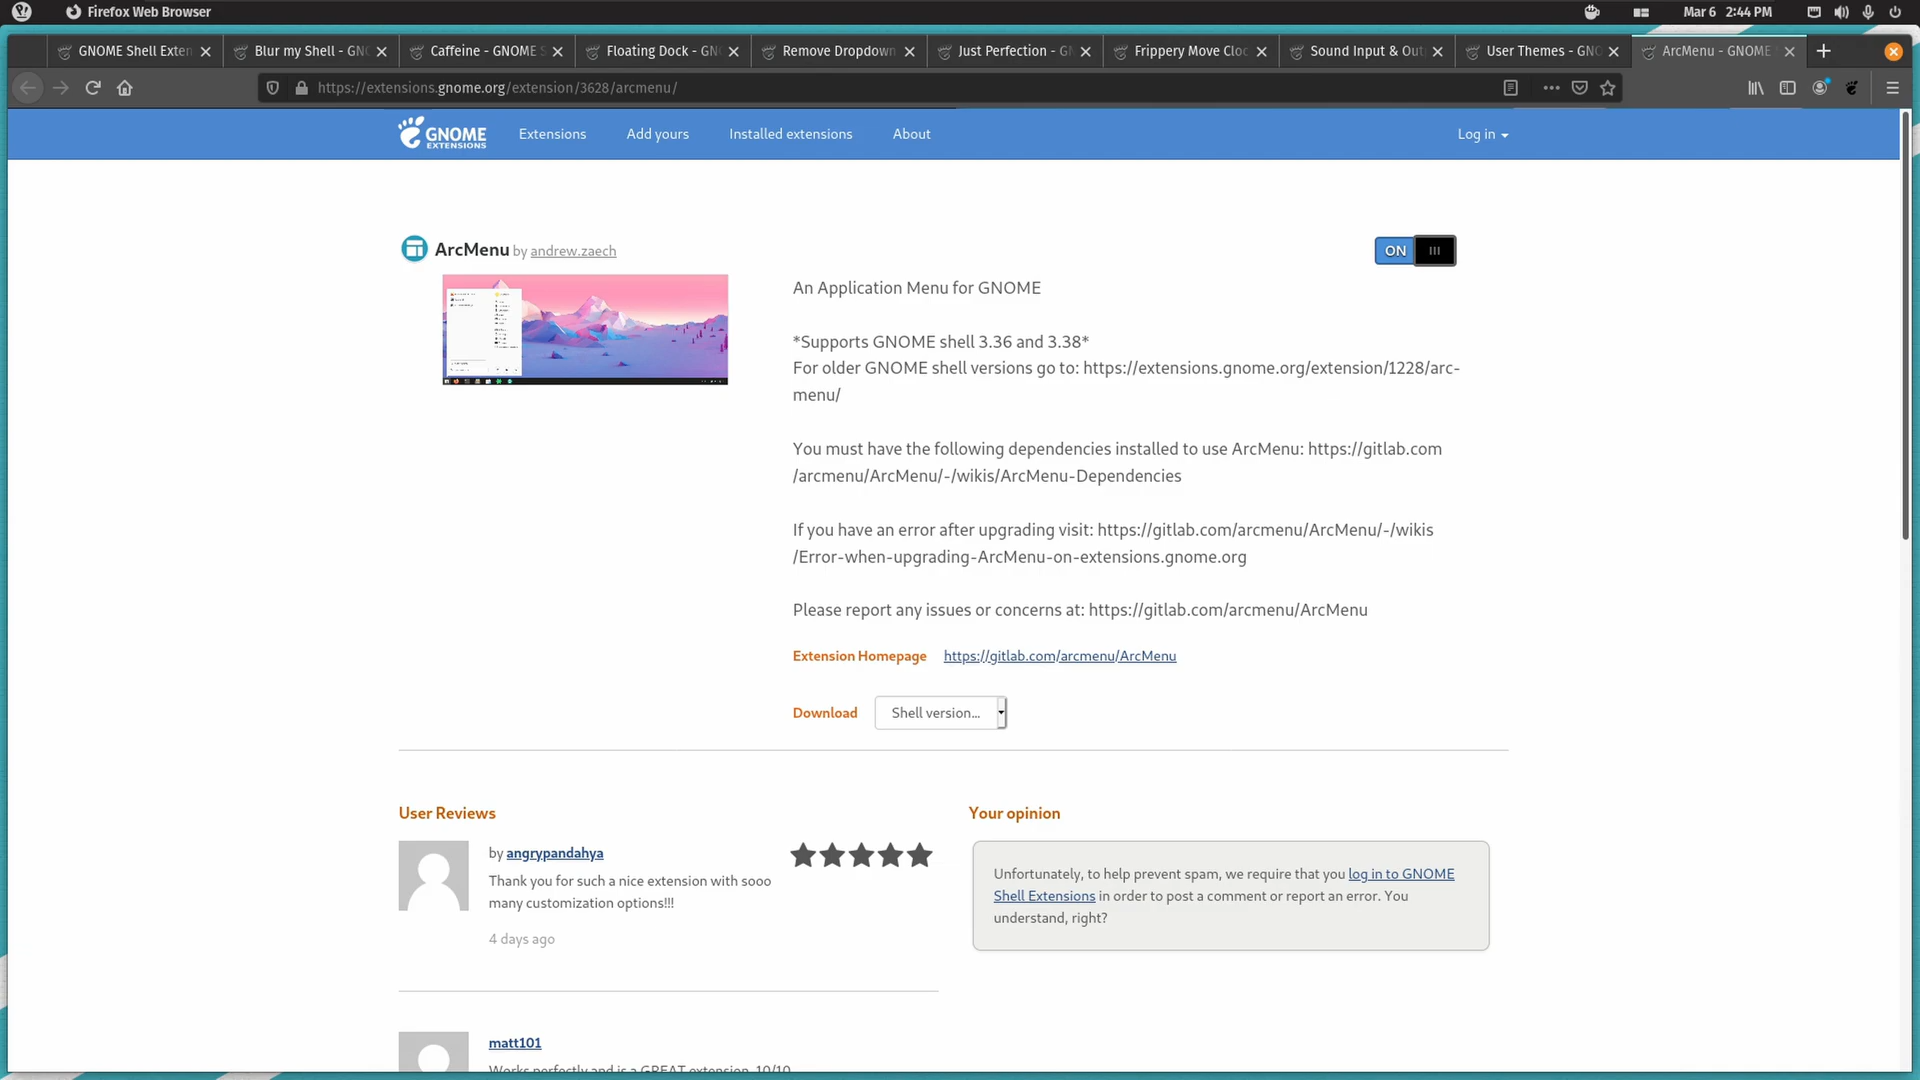 Firefox Web Browser
Mar 6 2:44 PM
GNOME Shell Exten
Blur my Shell - GN
Caffeine - GNOME S
Floating Dock - GN
Remove Dropdown
Just Perfection - GN
Frippery Move Cloc
Sound Input & Out
User Themes - GNO
ArcMenu - GNOME
https://extensions.gnome.org/extension/3628/arcmenu/
GNOME EXTENSIONS
Extensions
Add yours
Installed extensions
About
Log in
ArcMenu by andrew.zaech
ON
An Application Menu for GNOME
*Supports GNOME shell 3.36 and 3.38*
For older GNOME shell versions go to: https://extensions.gnome.org/extension/1228/arc-
menu/
You must have the following dependencies installed to use ArcMenu: https://gitlab.com
/arcmenu/ArcMenu/-/wikis/ArcMenu-Dependencies
If you have an error after upgrading visit: https://gitlab.com/arcmenu/ArcMenu/-/wikis
/Error-when-upgrading-ArcMenu-on-extensions.gnome.org
Please report any issues or concerns at: https://gitlab.com/arcmenu/ArcMenu
Extension Homepage https://gitlab.com/arcmenu/ArcMenu
Download Shell version...
User Reviews
by angrypandahya
Thank you for such a nice extension with sooo
many customization options!!!
4 days ago
Your opinion
Unfortunately, to help prevent spam, we require that you log in to GNOME
Shell Extensions in order to post a comment or report an error. You
understand, right?
matt101
Works perfectly and is a GREAT extension. 10/10